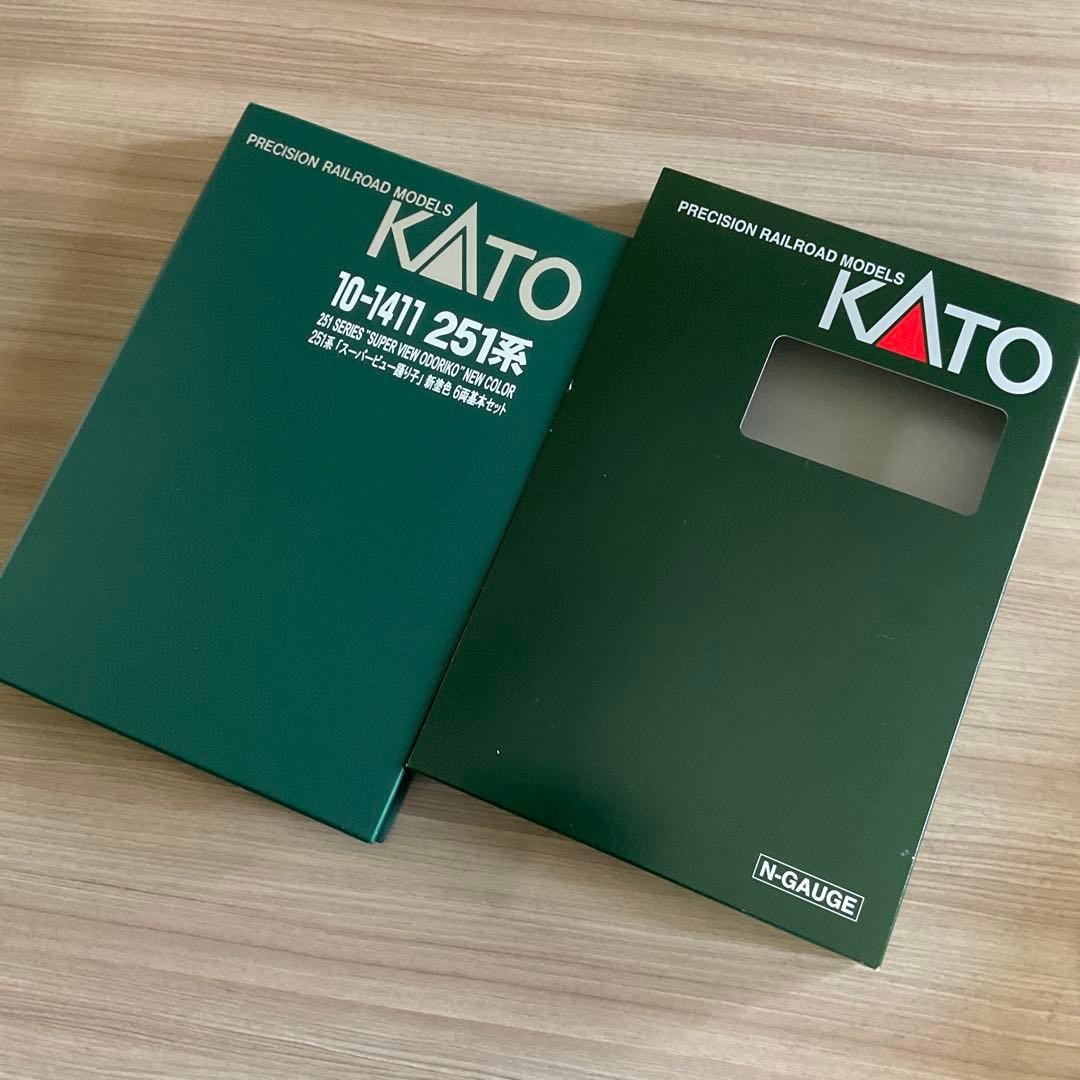 PRECISION RAILROAD MODELS
KATO
10-1411 251系
251 SERIES "SUPER VIEW ODORIKO" NEW COLOR
251系「スーパービュー踊り子」新塗色 6両基本セット
PRECISION RAILROAD MODELS
KATO
N-GAUGE